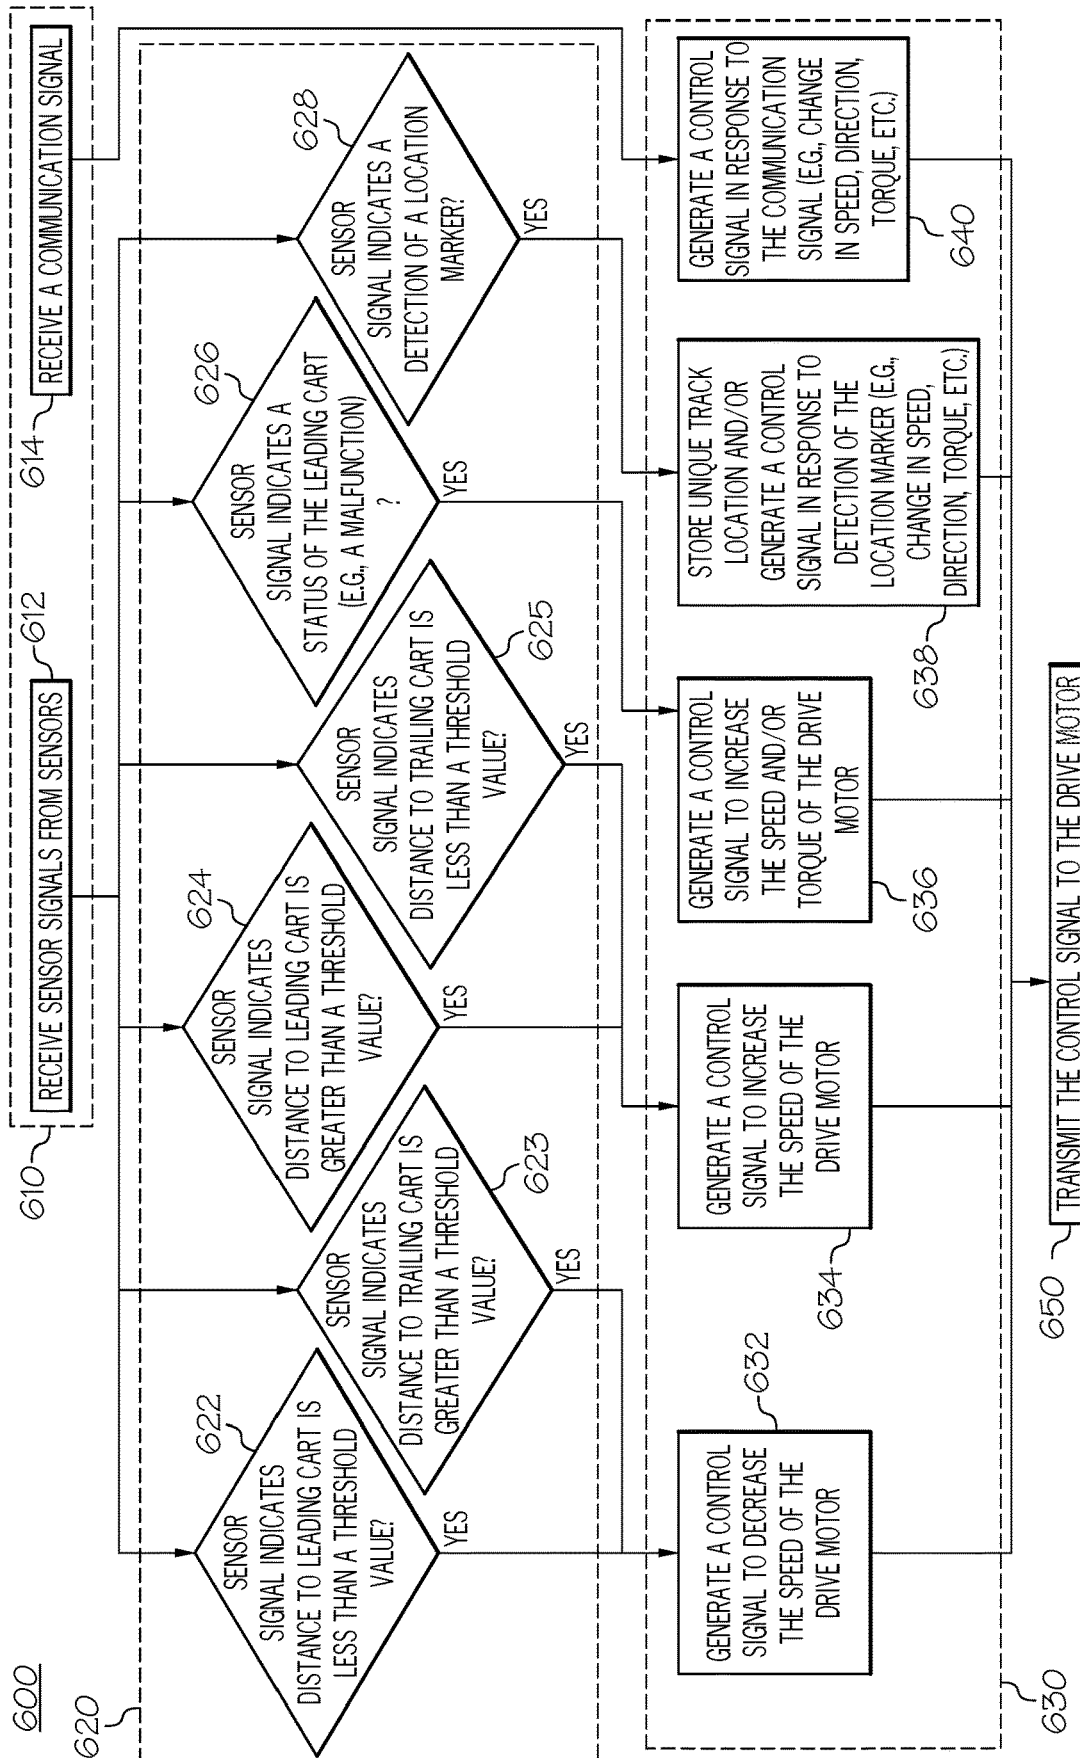 600
610
RECEIVE SENSOR SIGNALS FROM SENSORS
612
614
RECEIVE A COMMUNICATION SIGNAL
620
622
SENSOR
SIGNAL INDICATES
DISTANCE TO LEADING CART IS
LESS THAN A THRESHOLD
VALUE?
YES
623
SENSOR
SIGNAL INDICATES
DISTANCE TO TRAILING CART IS
GREATER THAN A THRESHOLD
VALUE?
YES
624
SENSOR
SIGNAL INDICATES
DISTANCE TO LEADING CART IS
GREATER THAN A THRESHOLD
VALUE?
YES
625
SENSOR
SIGNAL INDICATES
DISTANCE TO TRAILING CART IS
LESS THAN A THRESHOLD
VALUE?
YES
626
SENSOR
SIGNAL INDICATES A
STATUS OF THE LEADING CART
(E.G., A MALFUNCTION)
?
YES
628
SENSOR
SIGNAL INDICATES A
DETECTION OF A LOCATION
MARKER?
YES
630
632
GENERATE A CONTROL
SIGNAL TO DECREASE
THE SPEED OF THE
DRIVE MOTOR
634
GENERATE A CONTROL
SIGNAL TO INCREASE
THE SPEED OF THE
DRIVE MOTOR
636
GENERATE A CONTROL
SIGNAL TO INCREASE
THE SPEED AND/OR
TORQUE OF THE DRIVE
MOTOR
638
STORE UNIQUE TRACK
LOCATION AND/OR
GENERATE A CONTROL
SIGNAL IN RESPONSE TO
DETECTION OF THE
LOCATION MARKER (E.G.,
CHANGE IN SPEED,
DIRECTION, TORQUE, ETC.)
640
GENERATE A CONTROL
SIGNAL IN RESPONSE TO
THE COMMUNICATION
SIGNAL (E.G., CHANGE
IN SPEED, DIRECTION,
TORQUE, ETC.)
650
TRANSMIT THE CONTROL SIGNAL TO THE DRIVE MOTOR